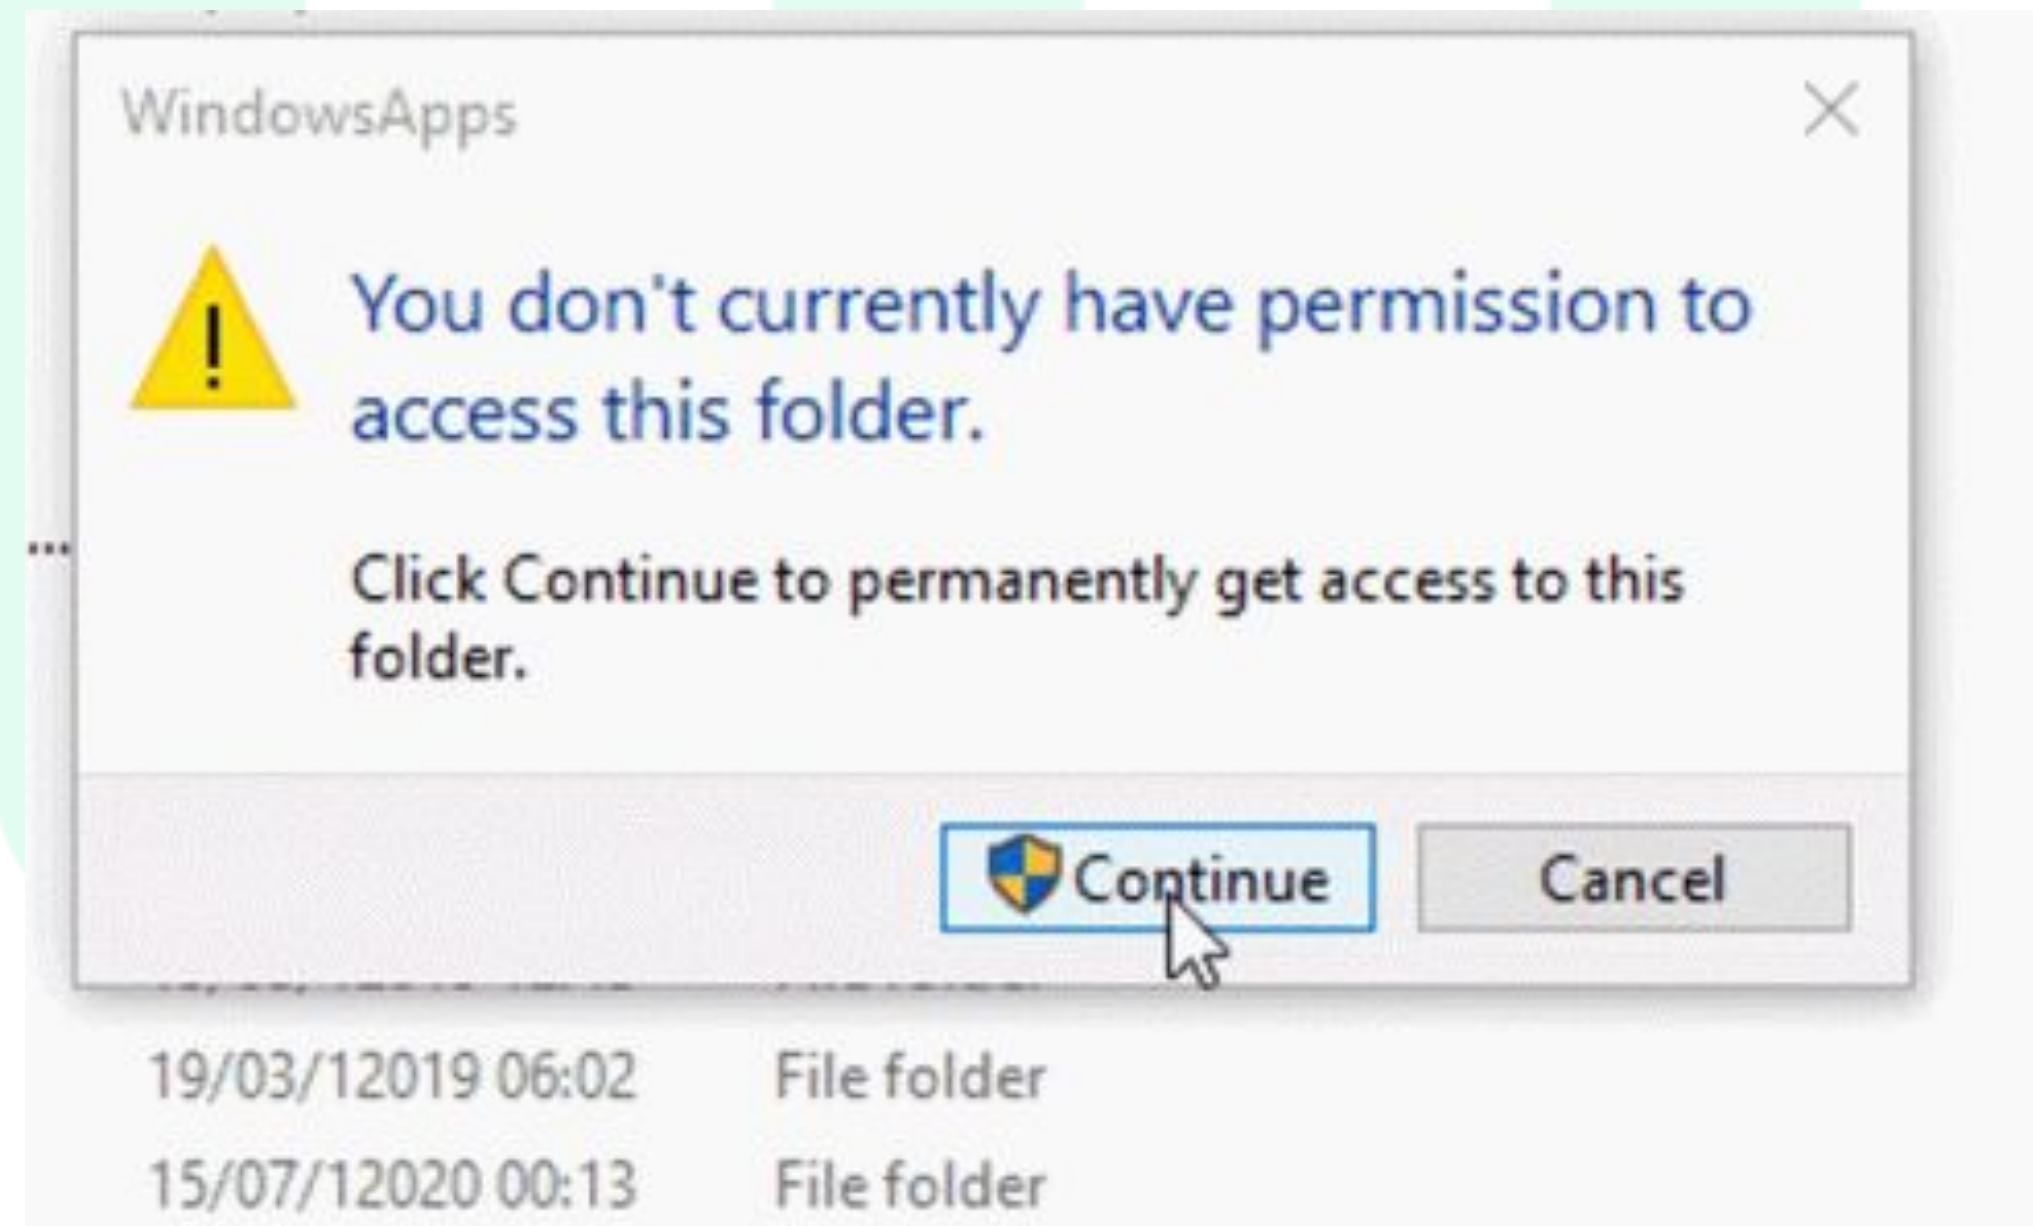 WindowsApps
You don't currently have permission to
access this folder.
...
Click Continue to permanently get access to this
folder.
Continue
Cancel
19/03/12019 06:02 File folder
15/07/12020 00:13 File folder